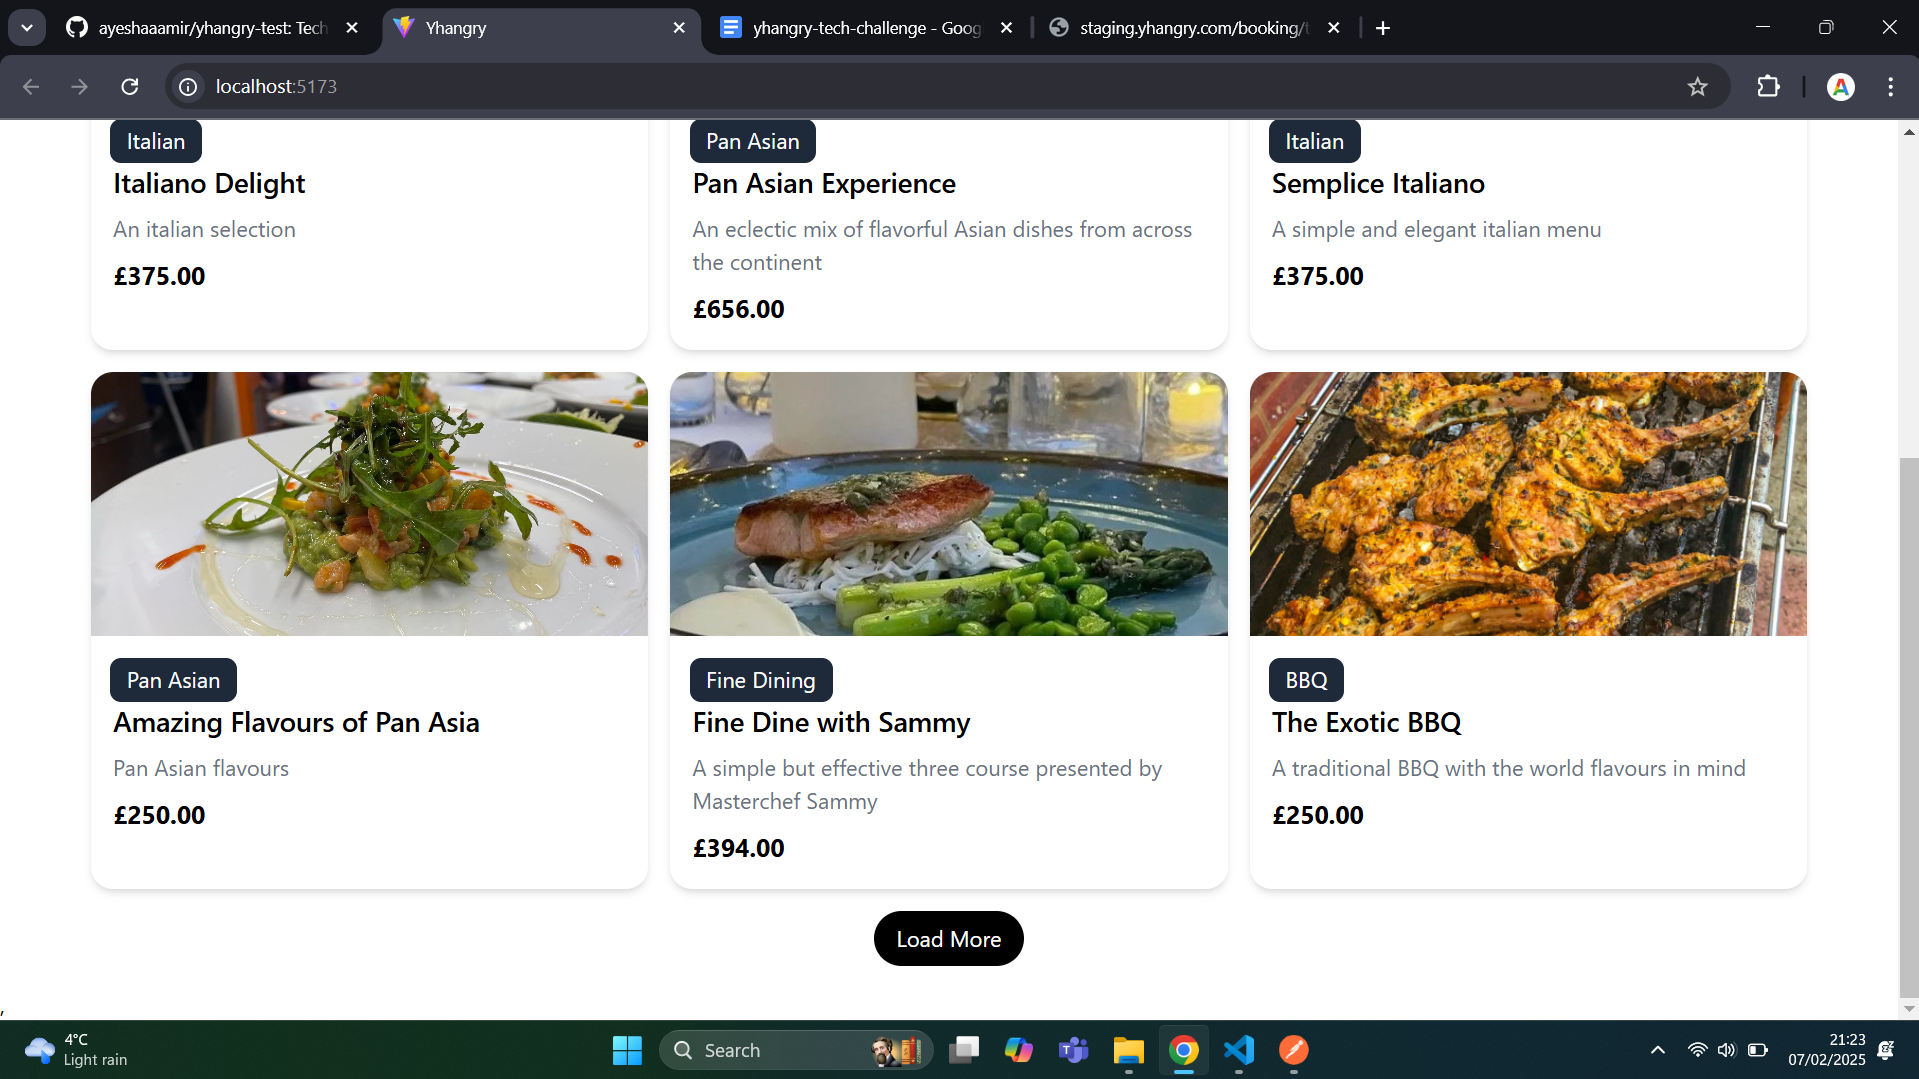 ayeshaaamir/yhangry-test: Tech
Yhangry
yhangry-tech-challenge - Goog
staging.yhangry.com/booking/t
localhost:5173
A
Italian
Pan Asian
Italian
Italiano Delight
Pan Asian Experience
Semplice Italiano
An italian selection
An eclectic mix of flavorful Asian dishes from across
the continent
A simple and elegant italian menu
£375.00
£656.00
£375.00
Pan Asian
Fine Dining
BBQ
Amazing Flavours of Pan Asia
Fine Dine with Sammy
The Exotic BBQ
Pan Asian flavours
A simple but effective three course presented by
Masterchef Sammy
A traditional BBQ with the world flavours in mind
£250.00
£394.00
£250.00
Load More
,
4°C
Light rain
Search
21:23
07/02/2025